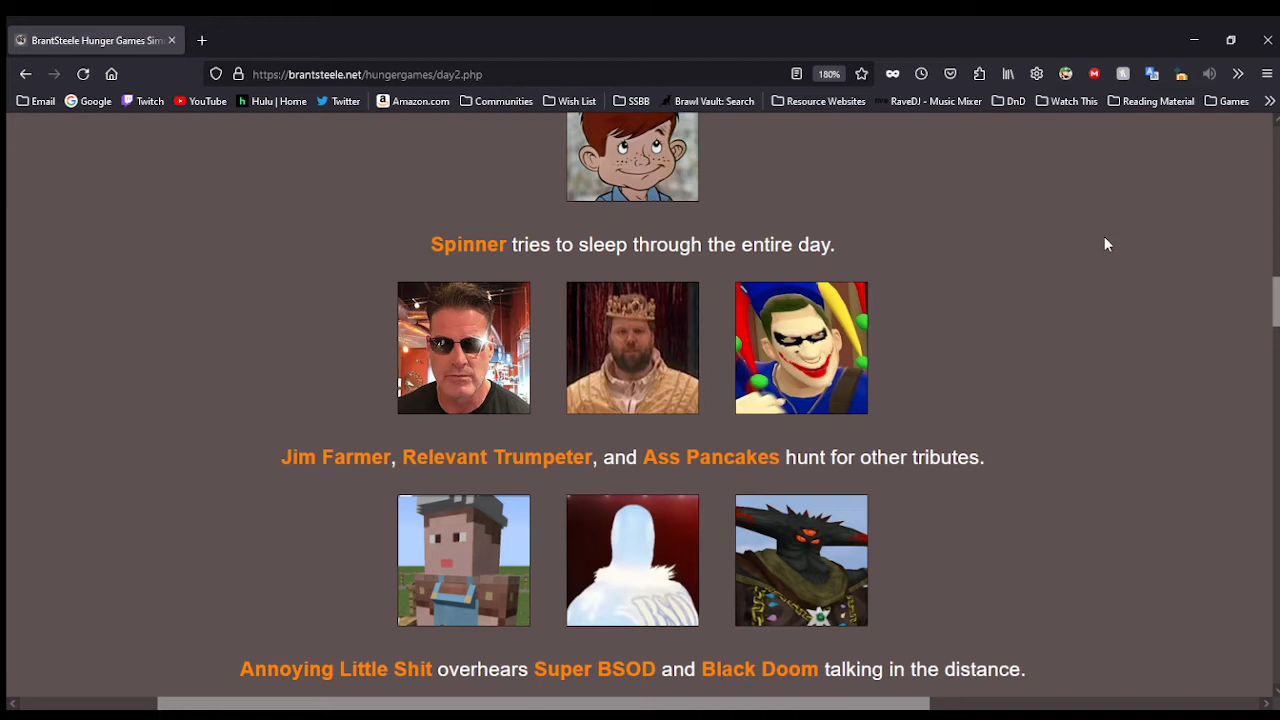 BrantSteele Hunger Games Sim
https://brantsteele.net/hungergames/day2.php
180%
Email
Google
Twitch
YouTube
Hulu | Home
Twitter
Amazon.com
Communities
Wish List
SSBB
Brawl Vault: Search
Resource Websites
RaveDJ - Music Mixer
DnD
Watch This
Reading Material
Games
Spinner tries to sleep through the entire day.
Jim Farmer, Relevant Trumpeter, and Ass Pancakes hunt for other tributes.
Annoying Little Shit overhears Super BSOD and Black Doom talking in the distance.